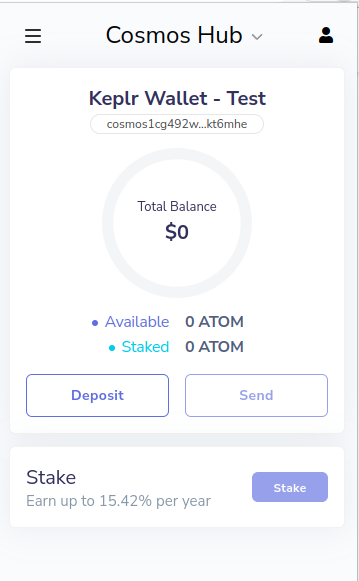 Cosmos Hub
Keplr Wallet - Test
cosmos1cg492w...kt6mhe
Total Balance
$0
Available 0 ATOM
Staked 0 ATOM
Deposit Send
Stake
Earn up to 15.42% per year
Stake